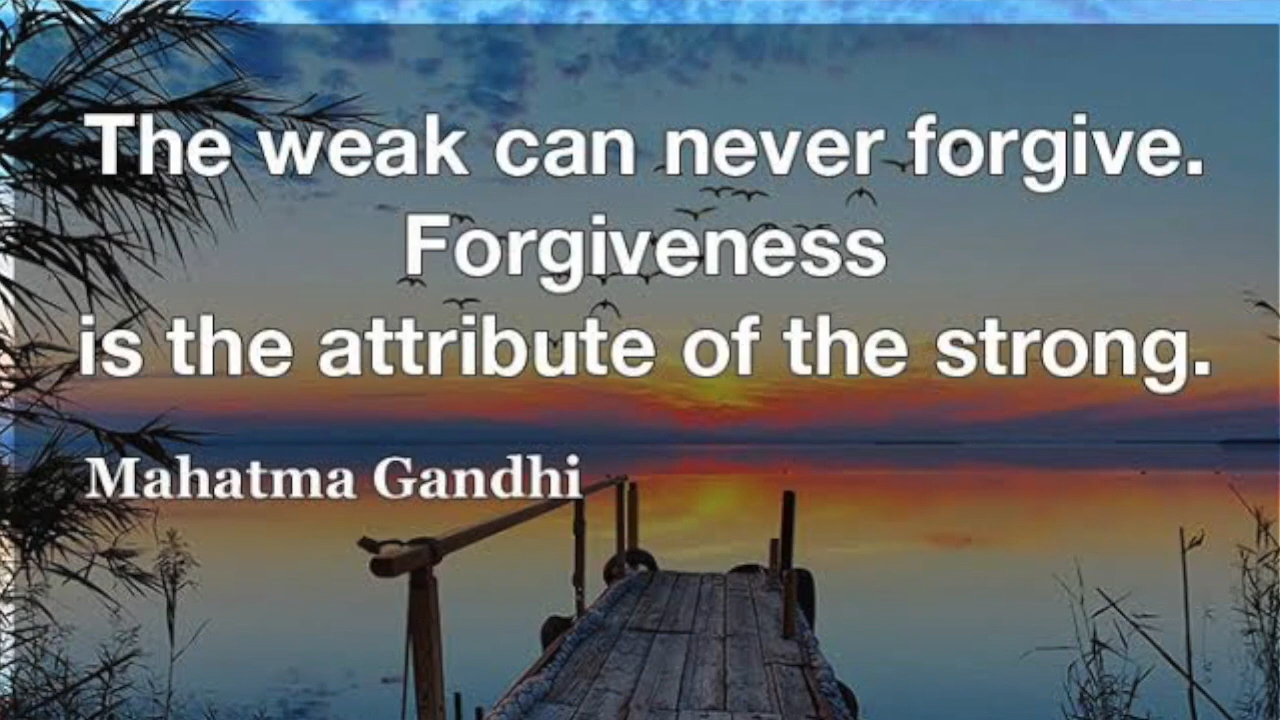 The weak can never forgive.
Forgiveness
is the attribute of the strong.
Mahatma Gandhi